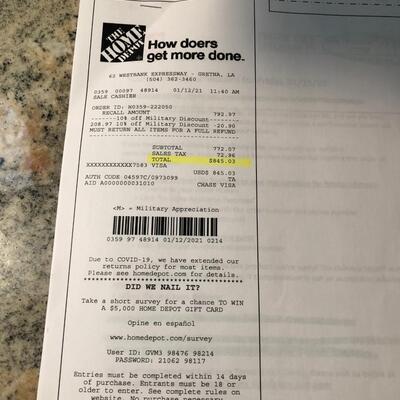 THE
HOME
DEPOT
How doers
get more done™
62 WESTBANK EXPRESSWAY - GRETNA, LA
(504) 362-3460
0359 00097 48914 01/12/21 11:40 AM
SALE CASHIER
ORDER ID: H0359-222050
RECALL AMOUNT 792.97
---- 10% off Military Discount -----
208.97 10% off Military Discount -20.90
MUST RETURN ALL ITEMS FOR A FULL REFUND
SUBTOTAL 772.07
SALES TAX 72.96
TOTAL $845.03
XXXXXXXXXXXX7583 VISA
USD$ 845.03
AUTH CODE 04597C/0973099 TA
AID A0000000031010 CHASE VISA
<M> = Military Appreciation
0359 97 48914 01/12/2021 0214
Due to COVID-19, we have extended our
returns policy for most items.
Please see homedepot.com for details.
DID WE NAIL IT?
Take a short survey for a chance TO WIN
A $5,000 HOME DEPOT GIFT CARD
Opine en español
www.homedepot.com/survey
User ID: GVM3 98476 98214
PASSWORD: 21062 98117
Entries must be completed within 14 days
of purchase. Entrants must be 18 or
older to enter. See complete rules on
website. No purchase necessary.